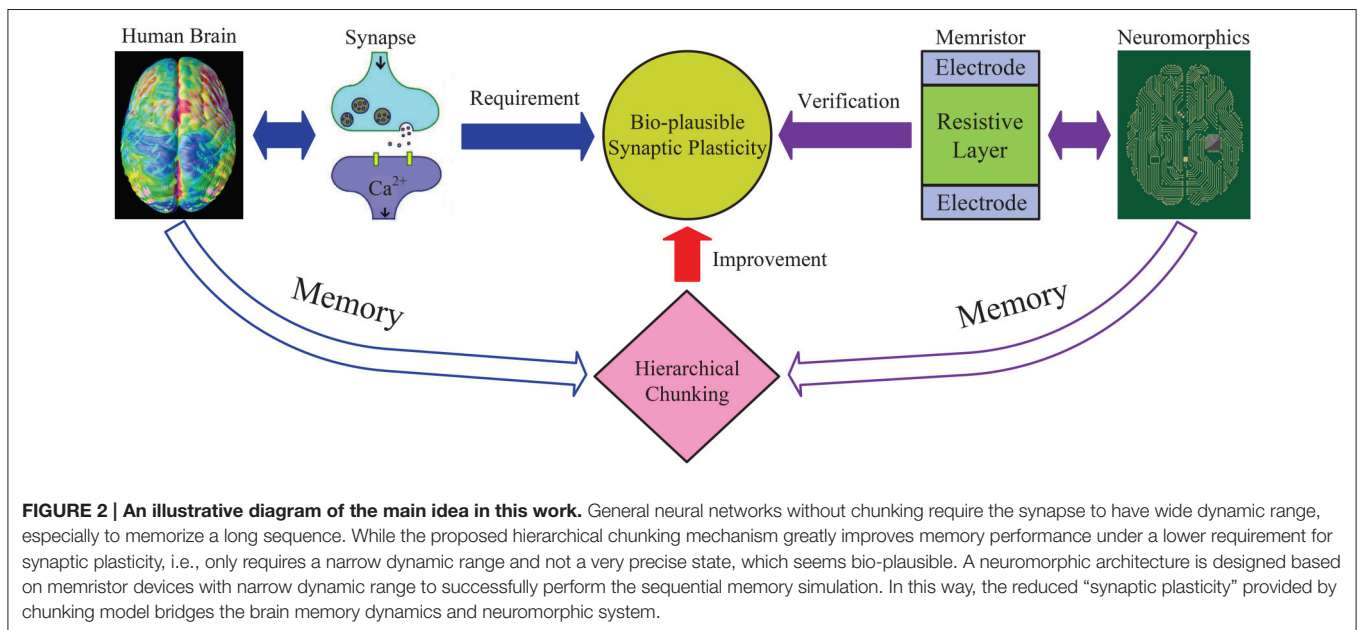 Human Brain
Synapse
Memristor
Neuromorphics
Electrode
Requirement
Verification
Bio-plausible
Synaptic Plasticity
Resistive
Layer
Ca2+
Electrode
Improvement
Memory
Memory
Hierarchical
Chunking
FIGURE 2 | An illustrative diagram of the main idea in this work. General neural networks without chunking require the synapse to have wide dynamic range,
especially to memorize a long sequence. While the proposed hierarchical chunking mechanism greatly improves memory performance under a lower requirement for
synaptic plasticity, i.e., only requires a narrow dynamic range and not a very precise state, which seems bio-plausible. A neuromorphic architecture is designed based
on memristor devices with narrow dynamic range to successfully perform the sequential memory simulation. In this way, the reduced “synaptic plasticity” provided by
chunking model bridges the brain memory dynamics and neuromorphic system.